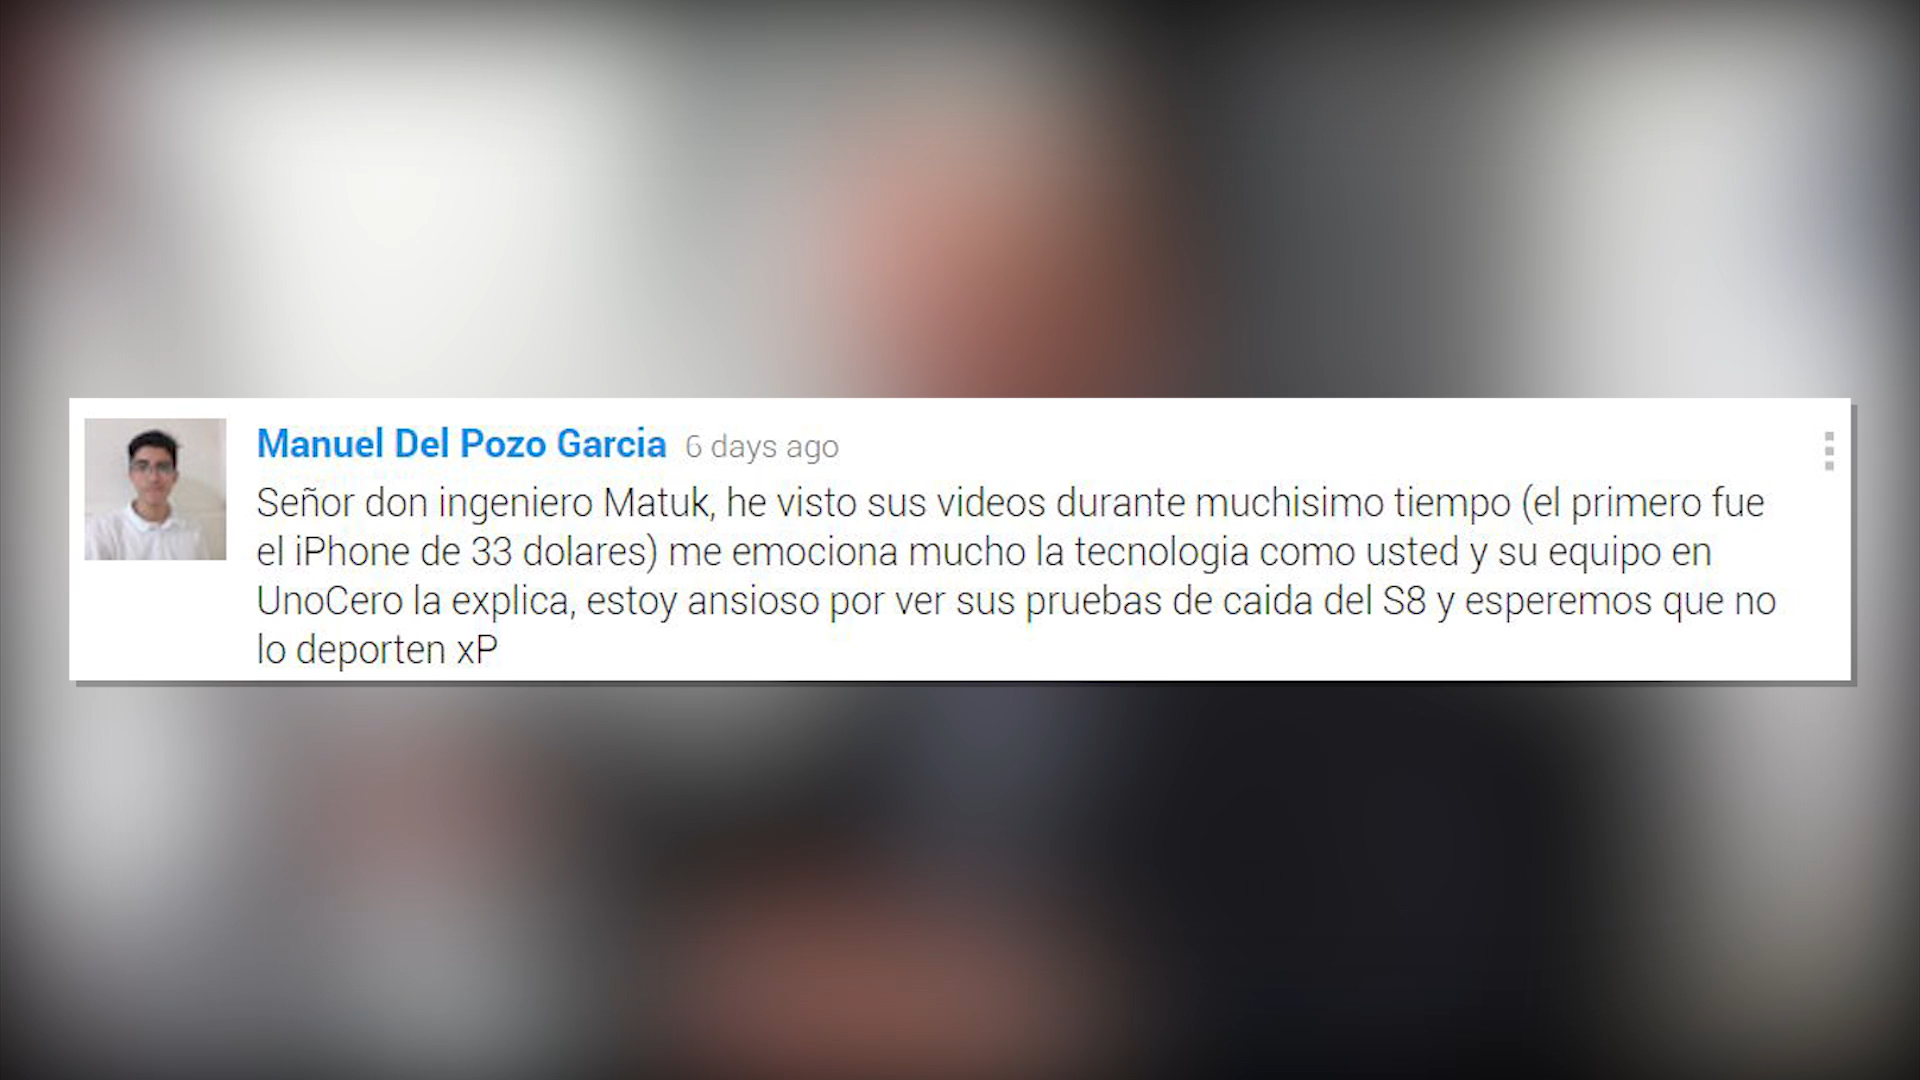 Manuel Del Pozo Garcia 6 days ago
Señor don ingeniero Matuk, he visto sus videos durante muchisimo tiempo (el primero fue
el iPhone de 33 dolares) me emociona mucho la tecnologia como usted y su equipo en
UnoCero la explica, estoy ansioso por ver sus pruebas de caida del S8 y esperemos que no
lo deporten xP